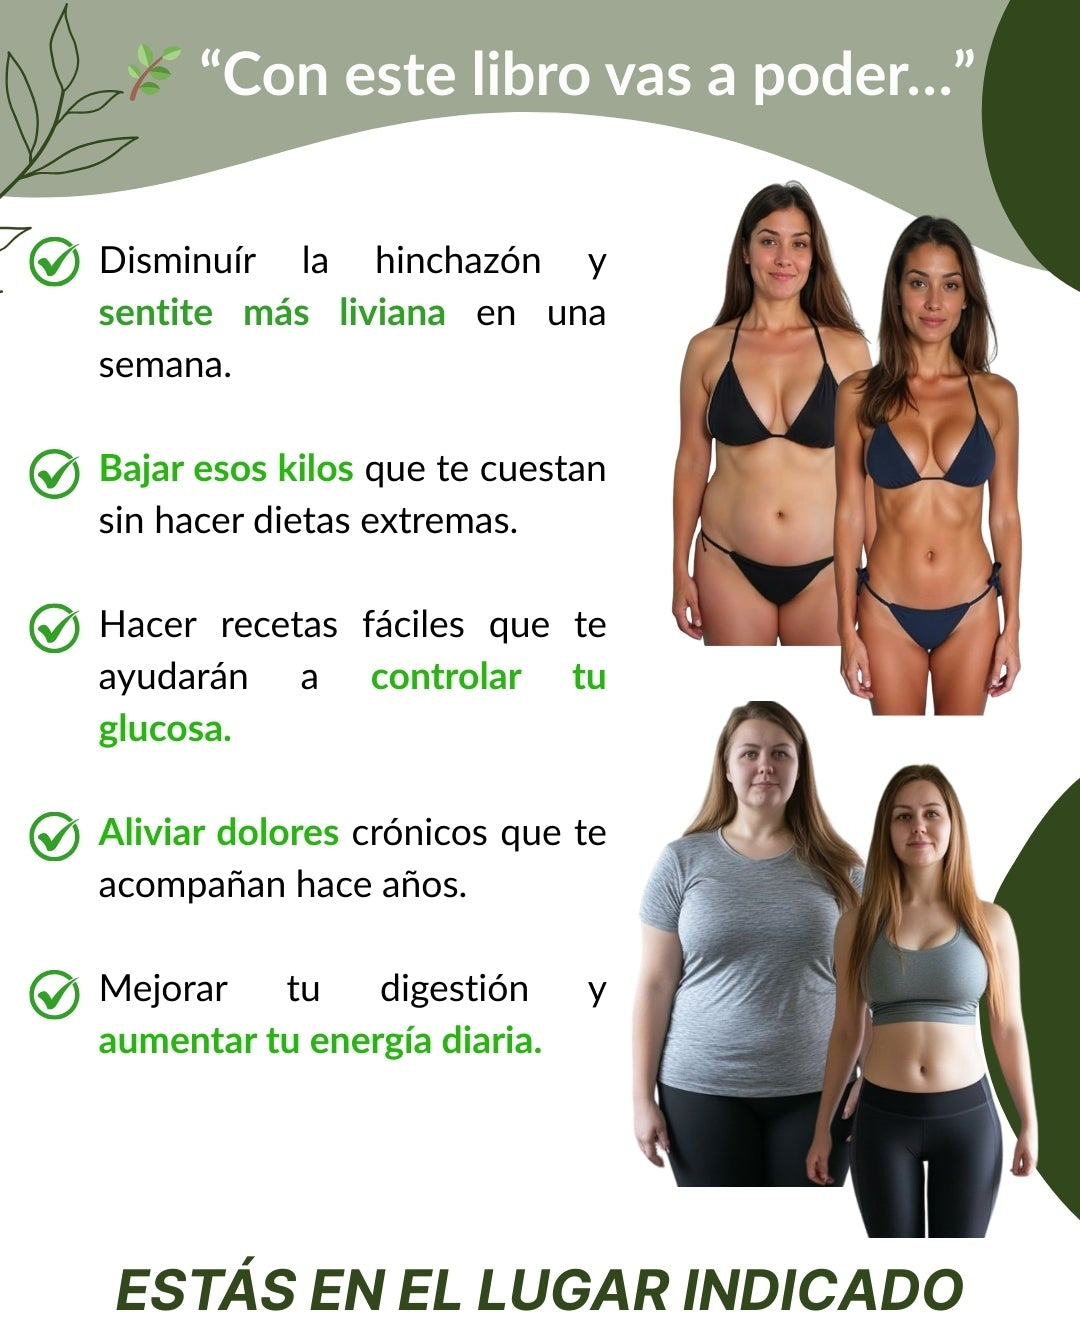 “Con este libro vas a poder...”
Disminuír la hinchazón y
sentite más liviana en una
semana.
Bajar esos kilos que te cuestan
sin hacer dietas extremas.
Hacer recetas fáciles que te
ayudarán a controlar tu
glucosa.
Aliviar dolores crónicos que te
acompañan hace años.
Mejorar tu digestión y
aumentar tu energía diaria.
ESTÁS EN EL LUGAR INDICADO